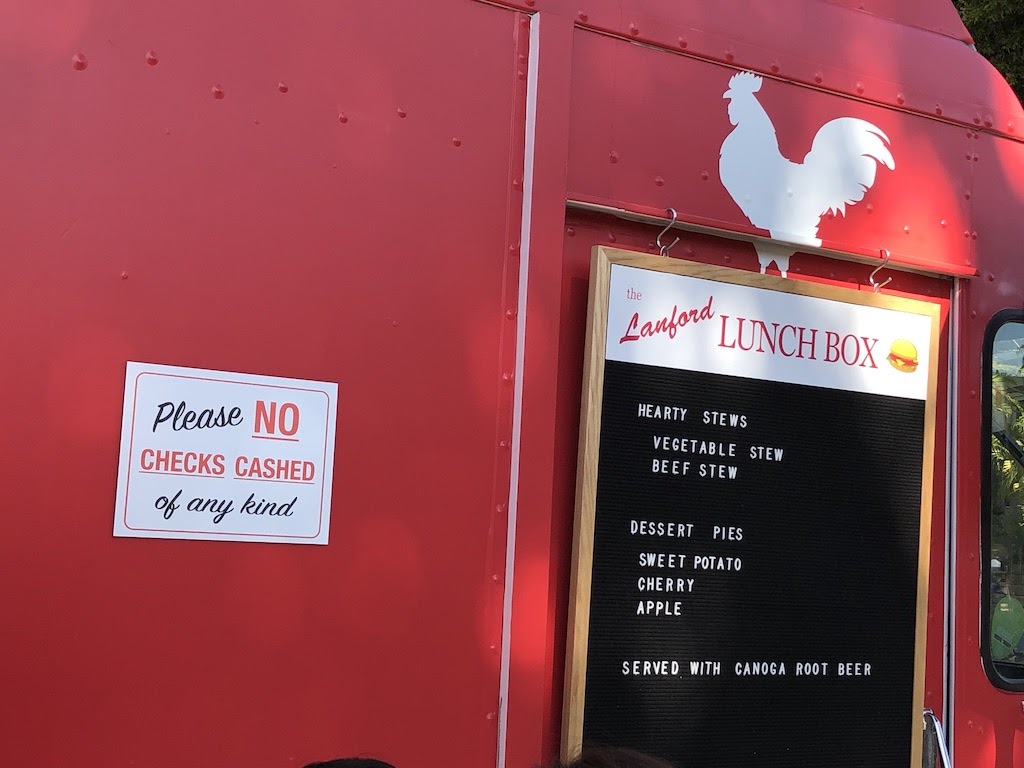 Please NO
CHECKS CASHED
of any kind
the
Lanford LUNCH BOX
HEARTY STEWS
VEGETABLE STEW
BEEF STEW
DESSERT PIES
SWEET POTATO
CHERRY
APPLE
SERVED WITH CANOGA ROOT BEER